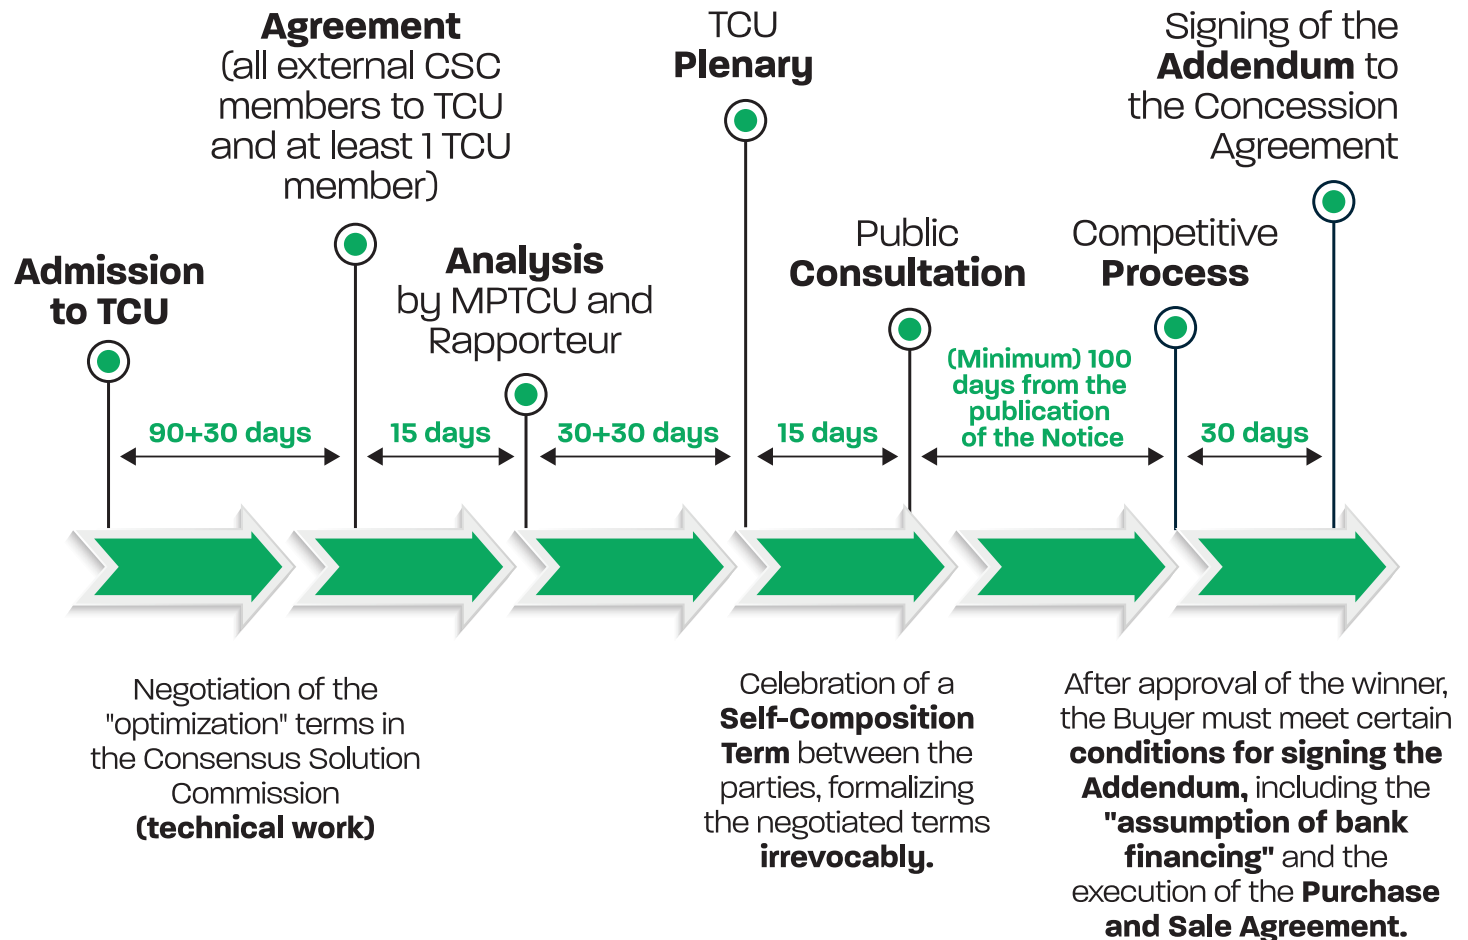 Admission
to TCU
Agreement
(all external CSC
members to TCU
and at least 1 TCU
member)
Analysis
by MPTCU and
Rapporteur
TCU
Plenary
Public
Consultation
Competitive
Process
Signing of the
Addendum to
the Concession
Agreement
90+30 days
15 days
30+30 days
15 days
(Minimum) 100
days from the
publication
of the Notice
30 days
Negotiation of the
"optimization" terms in
the Consensus Solution
Commission
(technical work)
Celebration of a
Self-Composition
Term between the
parties, formalizing
the negotiated terms
irrevocably.
After approval of the winner,
the Buyer must meet certain
conditions for signing the
Addendum, including the
"assumption of bank
financing" and the
execution of the Purchase
and Sale Agreement.